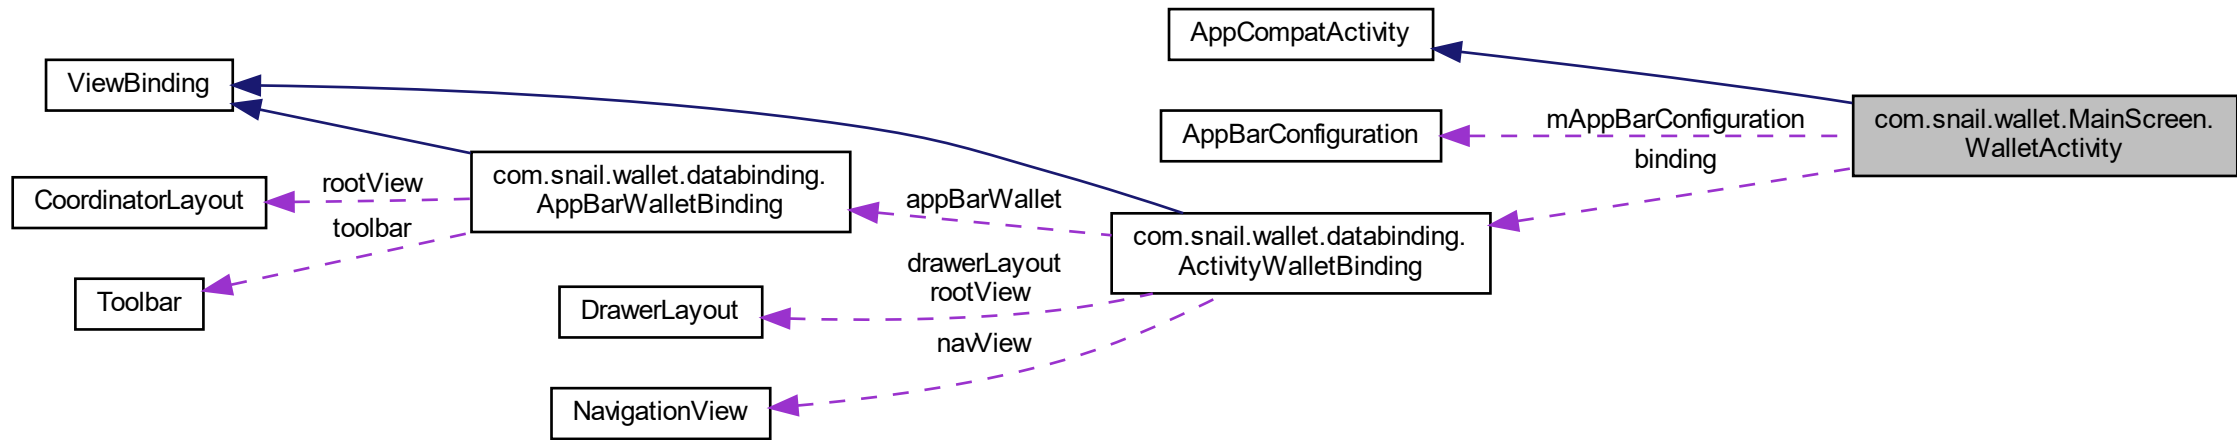 AppCompatActivity
ViewBinding
com.snail.wallet.MainScreen.
WalletActivity
mAppBarConfiguration
AppBarConfiguration
binding
com.snail.wallet.databinding.
AppBarWalletBinding
rootView
CoordinatorLayout
appBarWallet
toolbar
com.snail.wallet.databinding.
ActivityWalletBinding
drawerLayout
rootView
Toolbar
DrawerLayout
navView
NavigationView